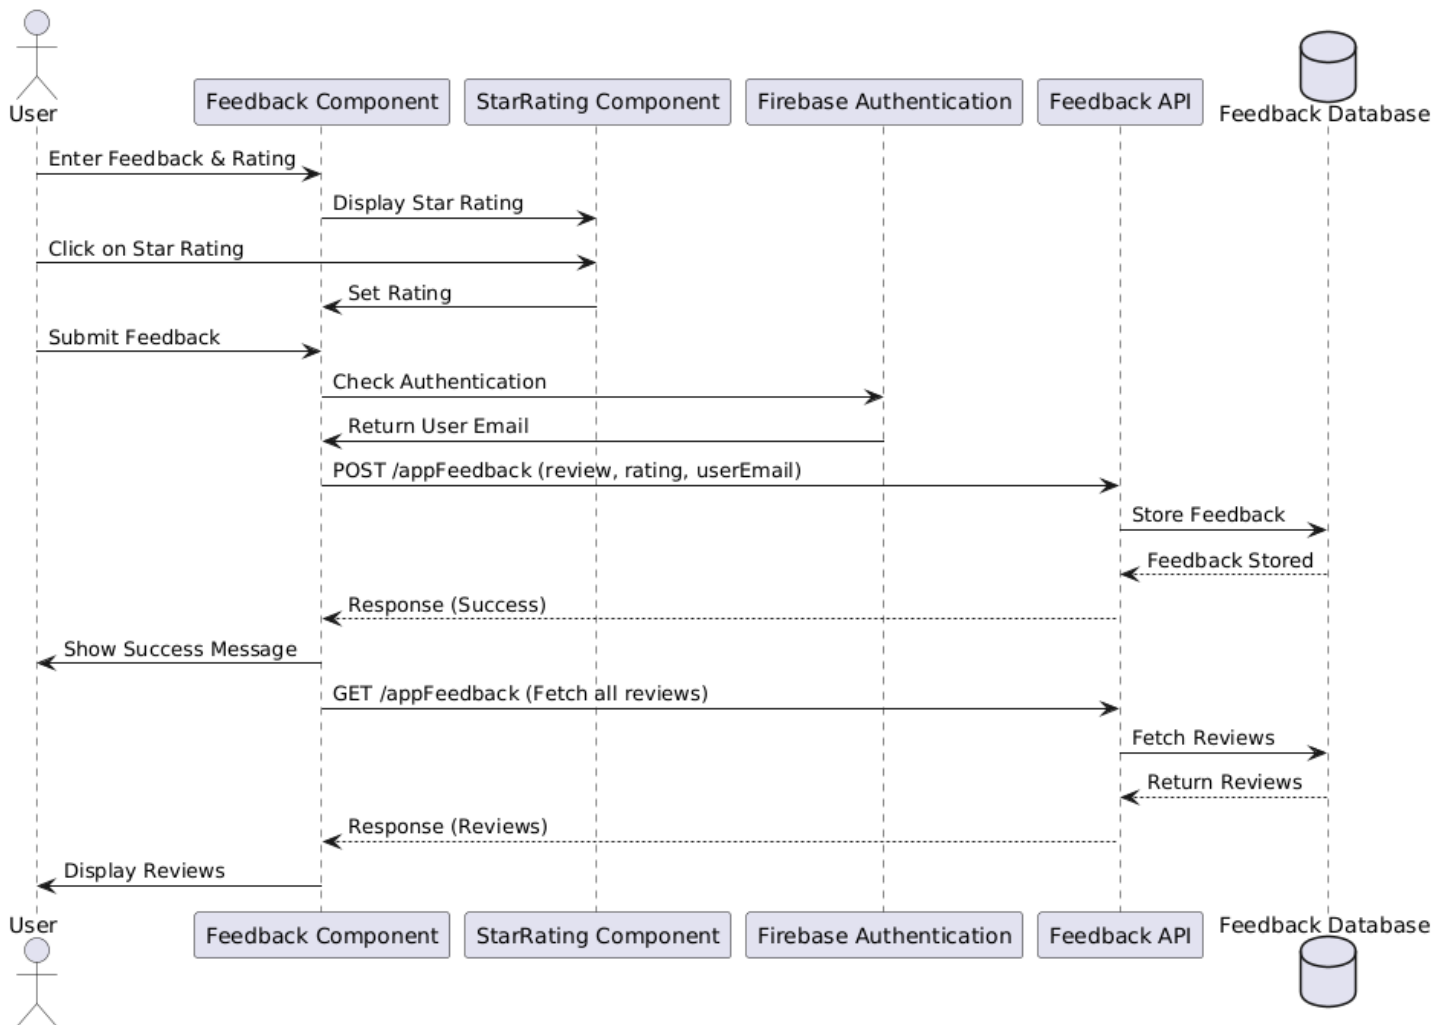 User
Feedback Component
StarRating Component
Firebase Authentication
Feedback API
Feedback Database
Enter Feedback & Rating
Display Star Rating
Click on Star Rating
Set Rating
Submit Feedback
Check Authentication
Return User Email
POST /appFeedback (review, rating, userEmail)
Store Feedback
Feedback Stored
Response (Success)
Show Success Message
GET /appFeedback (Fetch all reviews)
Fetch Reviews
Return Reviews
Response (Reviews)
Display Reviews
User
Feedback Component
StarRating Component
Firebase Authentication
Feedback API
Feedback Database